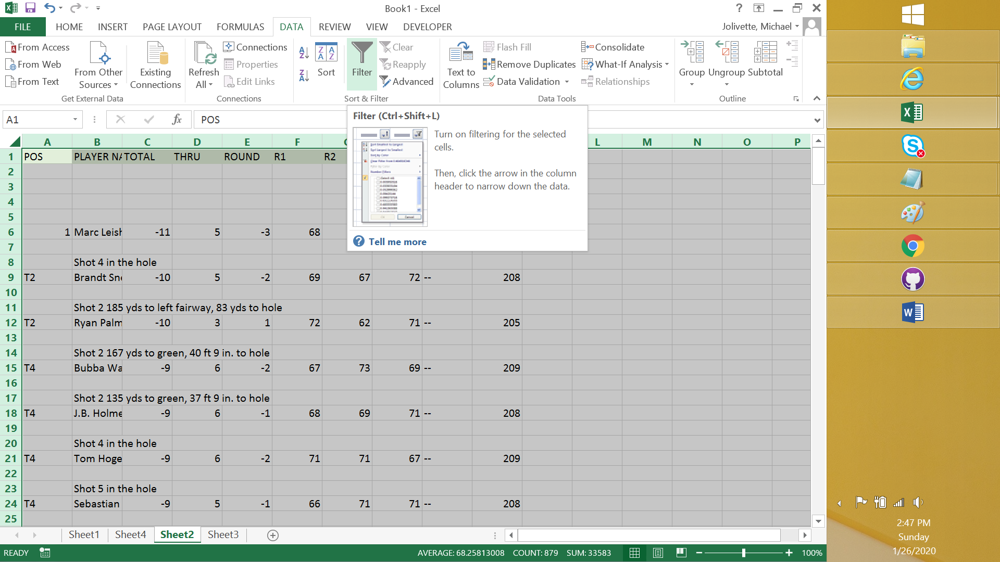 Book1 - Excel
FILE HOME INSERT PAGE LAYOUT FORMULAS DATA REVIEW VIEW DEVELOPER
Jolivette, Michael
From Access
From Web
From Text
From Other Sources
Get External Data
Existing Connections
Refresh All
Connections
Properties
Edit Links
Connections
Sort
Filter
Clear
Reapply
Advanced
Sort & Filter
Text to Columns
Flash Fill
Remove Duplicates
Data Validation
Consolidate
What-If Analysis
Relationships
Data Tools
Group
Ungroup
Subtotal
Outline
A1
fx
POS
Filter (Ctrl+Shift+L)
Turn on filtering for the selected
cells.
Then, click the arrow in the column
header to narrow down the data.
Tell me more
A B C D E F L M N O P
1 POS PLAYER NA TOTAL THRU ROUND R1 R2
2
3
4
5
6 1 Marc Leish -11 5 -3 68
7
8 Shot 4 in the hole
9 T2 Brandt Sne -10 5 -2 69 67 72 -- 208
10
11 Shot 2 185 yds to left fairway, 83 yds to hole
12 T2 Ryan Palm -10 3 1 72 62 71 -- 205
13
14 Shot 2 167 yds to green, 40 ft 9 in. to hole
15 T4 Bubba Wa -9 6 -2 67 73 69 -- 209
16
17 Shot 2 135 yds to green, 37 ft 9 in. to hole
18 T4 J.B. Holme -9 6 -1 68 69 71 -- 208
19
20 Shot 4 in the hole
21 T4 Tom Hoge -9 6 -2 71 71 67 -- 209
22
23 Shot 5 in the hole
24 T4 Sebastian -9 5 -1 66 71 71 -- 208
25
Sheet1 Sheet4 Sheet2 Sheet3
READY
AVERAGE: 68.25813008 COUNT: 879 SUM: 33583
100%
2:47 PM
Sunday
1/26/2020